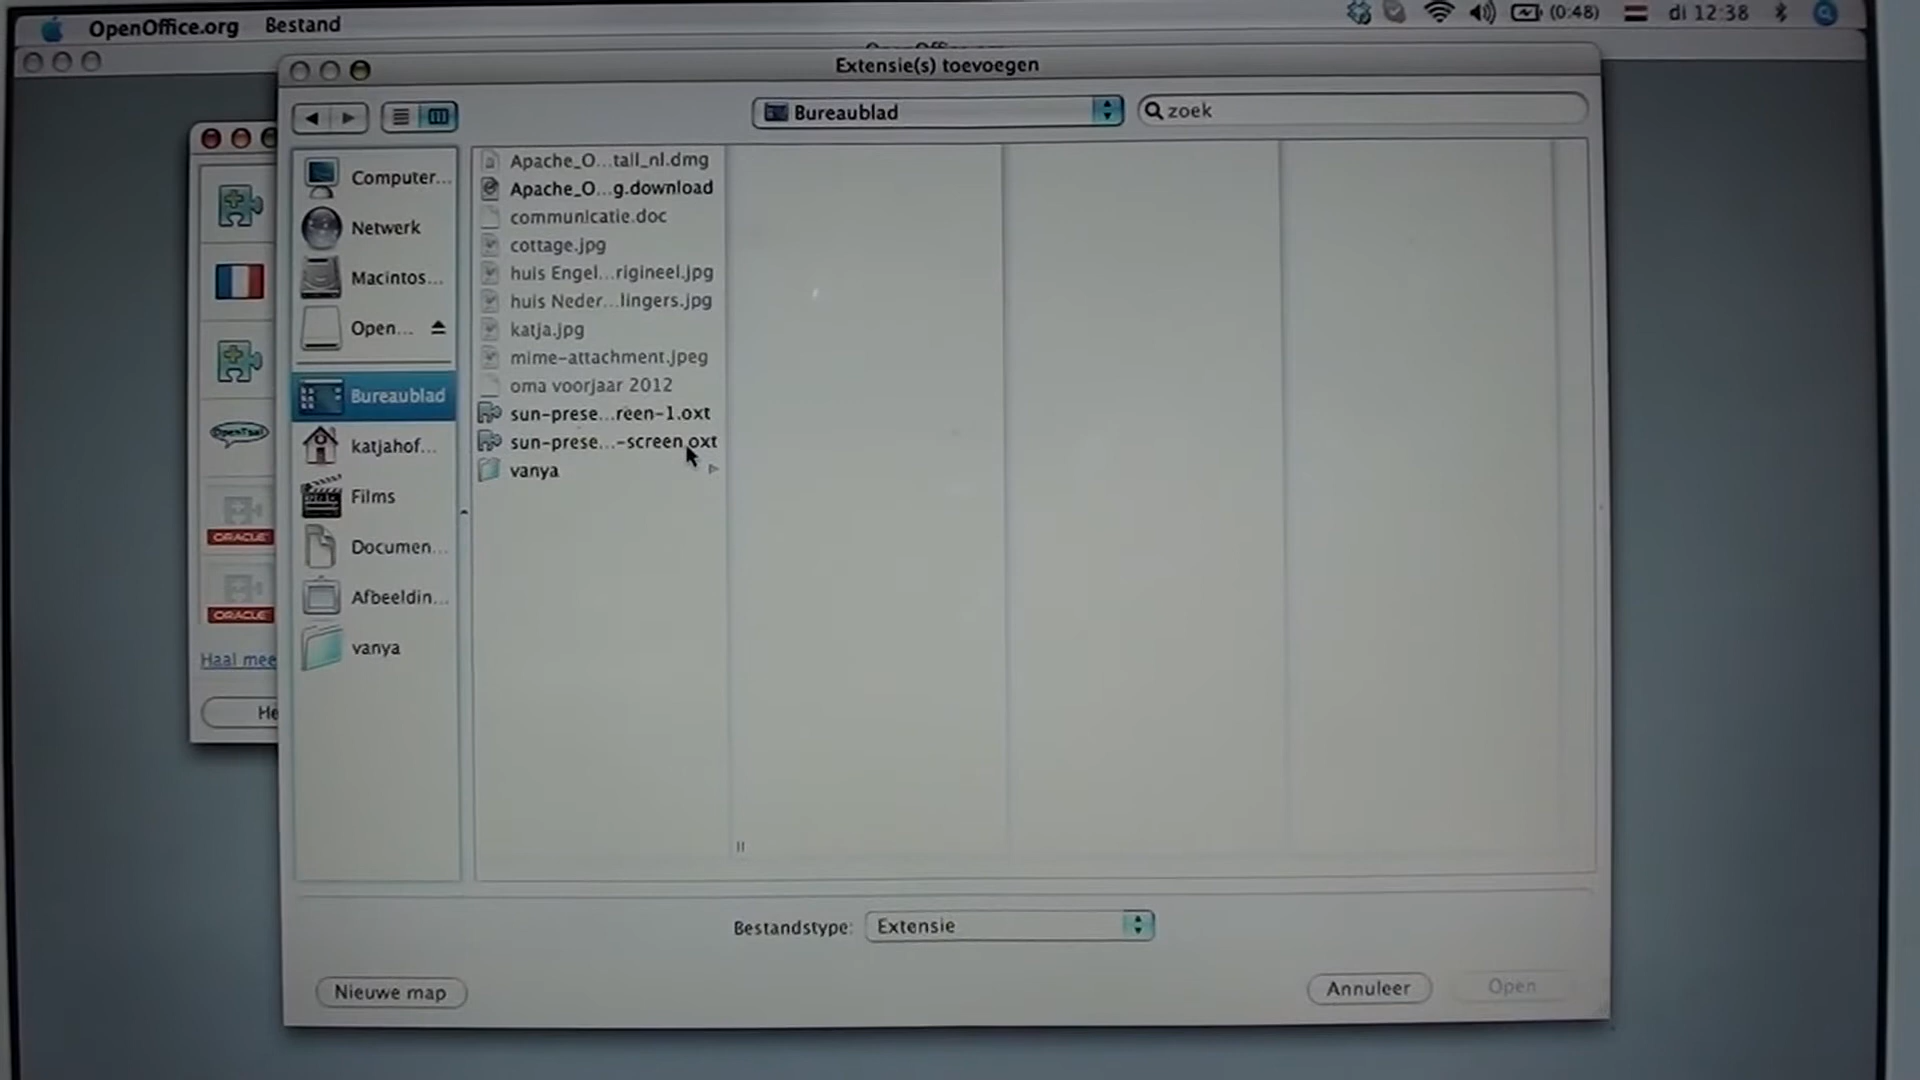 OpenOffice.org Bestand
(0:48) di 12:38
Extensie(s) toevoegen
Bureaublad
zoek
Computer...
Netwerk
Macintos...
Open...
Bureaublad
katjahof...
Films
Documen...
Afbeeldin...
vanya
Apache_O...tall_nl.dmg
Apache_O...g.download
communicatie.doc
cottage.jpg
huis Engel...rigineel.jpg
huis Neder...lingers.jpg
katja.jpg
mime-attachment.jpeg
oma voorjaar 2012
sun-prese...reen-1.oxt
sun-prese...-screen.oxt
vanya
ORACLE
ORACLE
Haal mee
He
Bestandstype: Extensie
Nieuwe map
Annuleer
Open